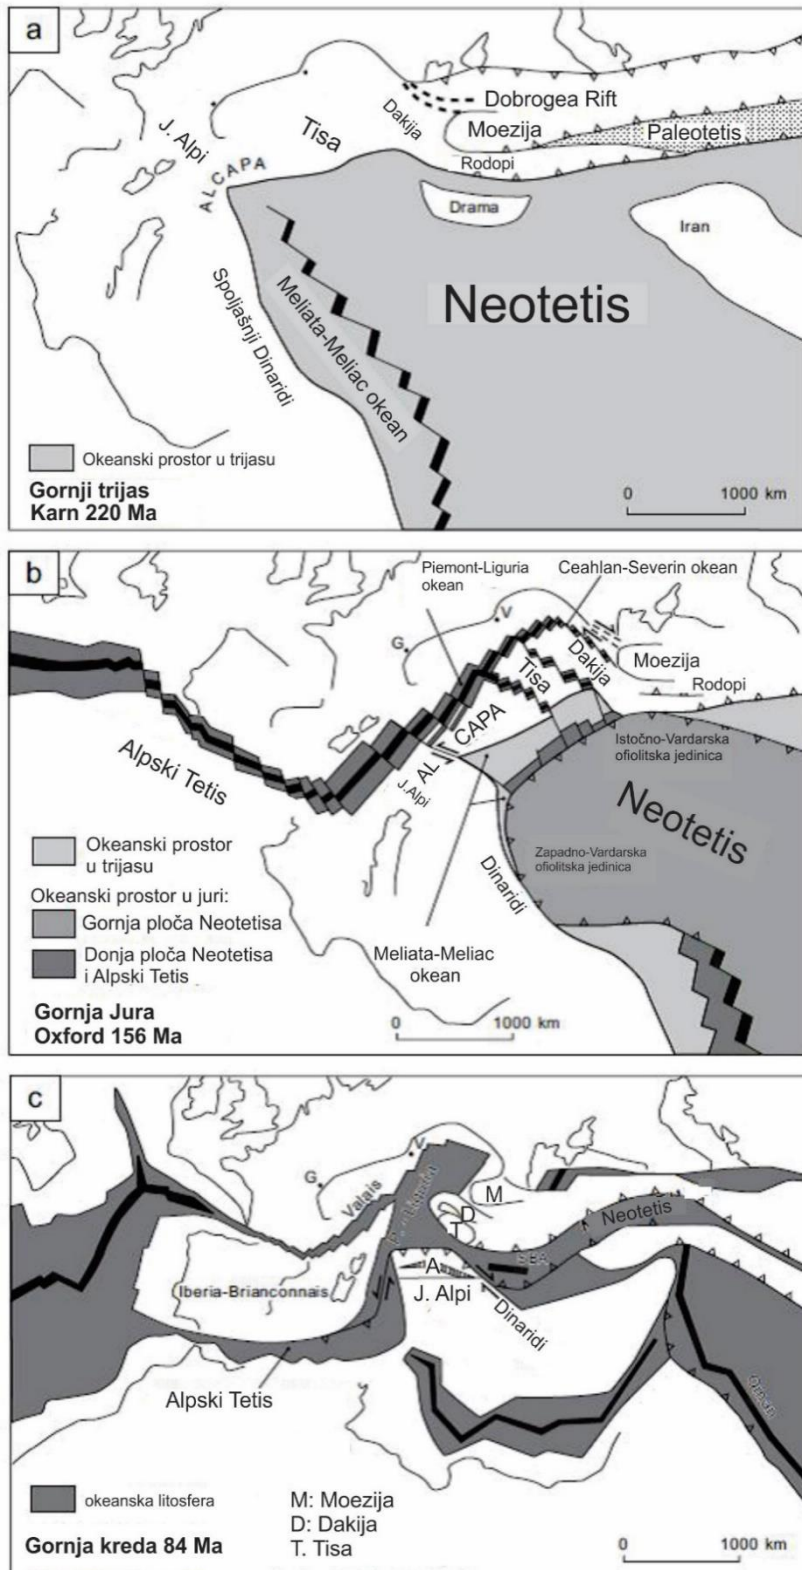 a
Dobrogea Rift
Dakija
Moezija
Paleotetis
J. Alpi
Tisa
Rodopi
ALCAPA
Drama
Iran
Neotetis
Spoljašnji Dinaridi
Meliata-Meliac okean
Okeanski prostor u trijasu
Gornji trijas
Karn 220 Ma
0 1000 km
b
Piemont-Liguria
okean
Ceahlan-Severin okean
V
G
Dakija
Moezija
Tisa
Rodopi
CAPA
AL
J.Alpi
Istočno-Vardarska
ofiolitska jedinica
Alpski Tetis
Neotetis
Zapadno-Vardarska
ofiolitska jedinica
Dinaridi
Okeanski prostor
u trijasu
Okeanski prostor u juri:
Gornja ploča Neotetisa
Donja ploča Neotetisa
i Alpski Tetis
Meliata-Meliac
okean
Gornja Jura
Oxford 156 Ma
0 1000 km
c
V
G
Valais
P. - Liguria
M
D
T
Neotetis
Iberia-Brianconnais
A
J. Alpi
Dinaridi
Alpski Tetis
Oman
okeanska litosfera
M: Moezija
D: Dakija
T. Tisa
Gornja kreda 84 Ma
0 1000 km